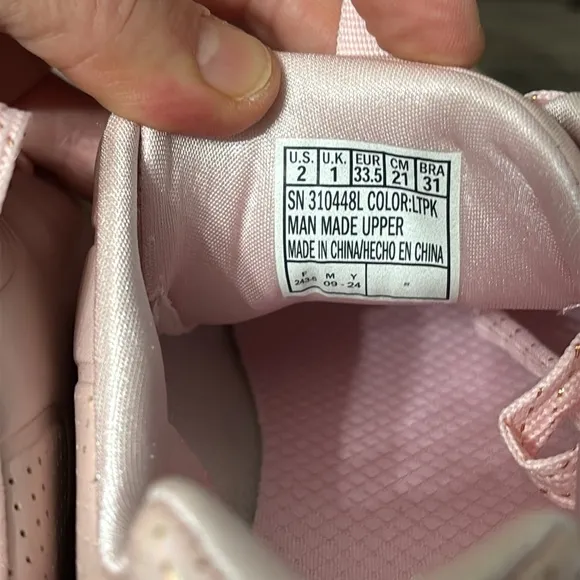 U.S. U.K. EUR CM BRA
2 1 33.5 21 31
SN 310448L COLOR:LTPK
MAN MADE UPPER
MADE IN CHINA/HECHO EN CHINA
F M Y
09 - 24